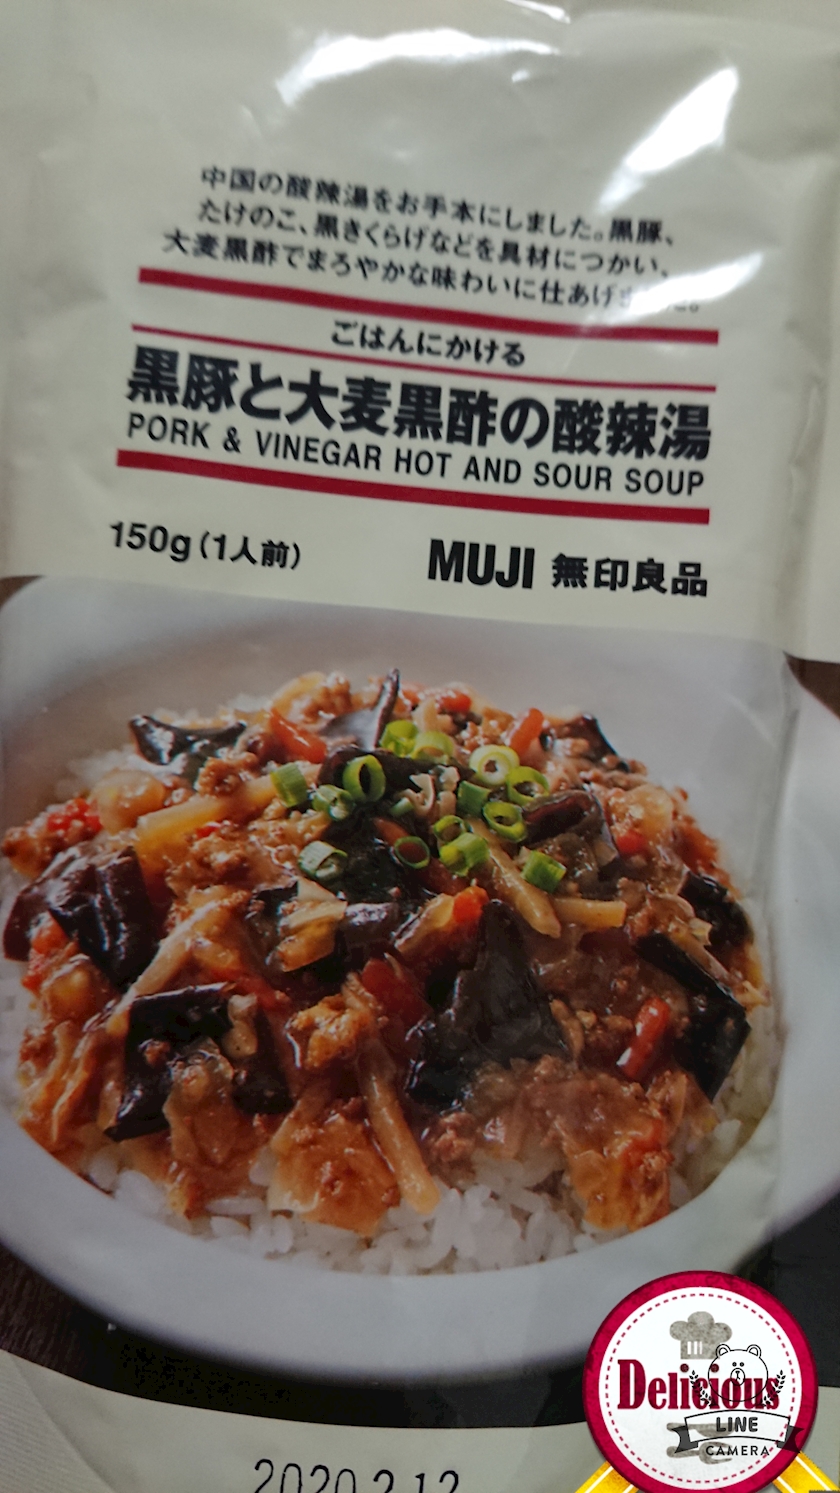 中国の酸辣湯をお手本にしました。黒豚、
たけのこ、黒きくらげなどを具材につかい、
大麦黒酢でまろやかな味わいに仕あげ
ごはんにかける
黒豚と大麦黒酢の酸辣湯
PORK & VINEGAR HOT AND SOUR SOUP
150g(1人前)
MUJI 無印良品
Delicious
LINE
CAMERA
2020.2.12